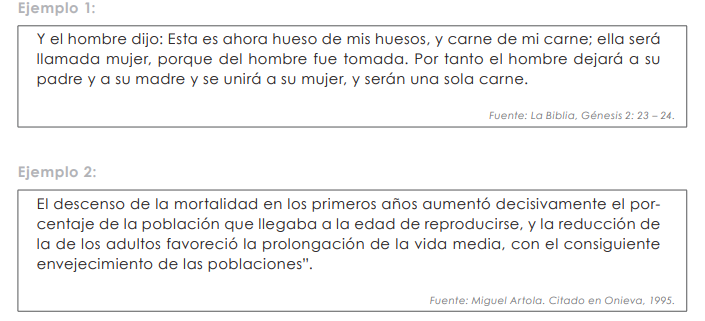 Ejemplo 1:
Y el hombre dijo: Esta es ahora hueso de mis huesos, y carne de mi carne; ella será
llamada mujer, porque del hombre fue tomada. Por tanto el hombre dejará a su
padre y a su madre y se unirá a su mujer, y serán una sola carne.
Fuente: La Biblia, Génesis 2: 23 – 24.
Ejemplo 2:
El descenso de la mortalidad en los primeros años aumentó decisivamente el por-
centaje de la población que llegaba a la edad de reproducirse, y la reducción de
la de los adultos favoreció la prolongación de la vida media, con el consiguiente
envejecimiento de las poblaciones”.
Fuente: Miguel Artola. Citado en Onieva, 1995.